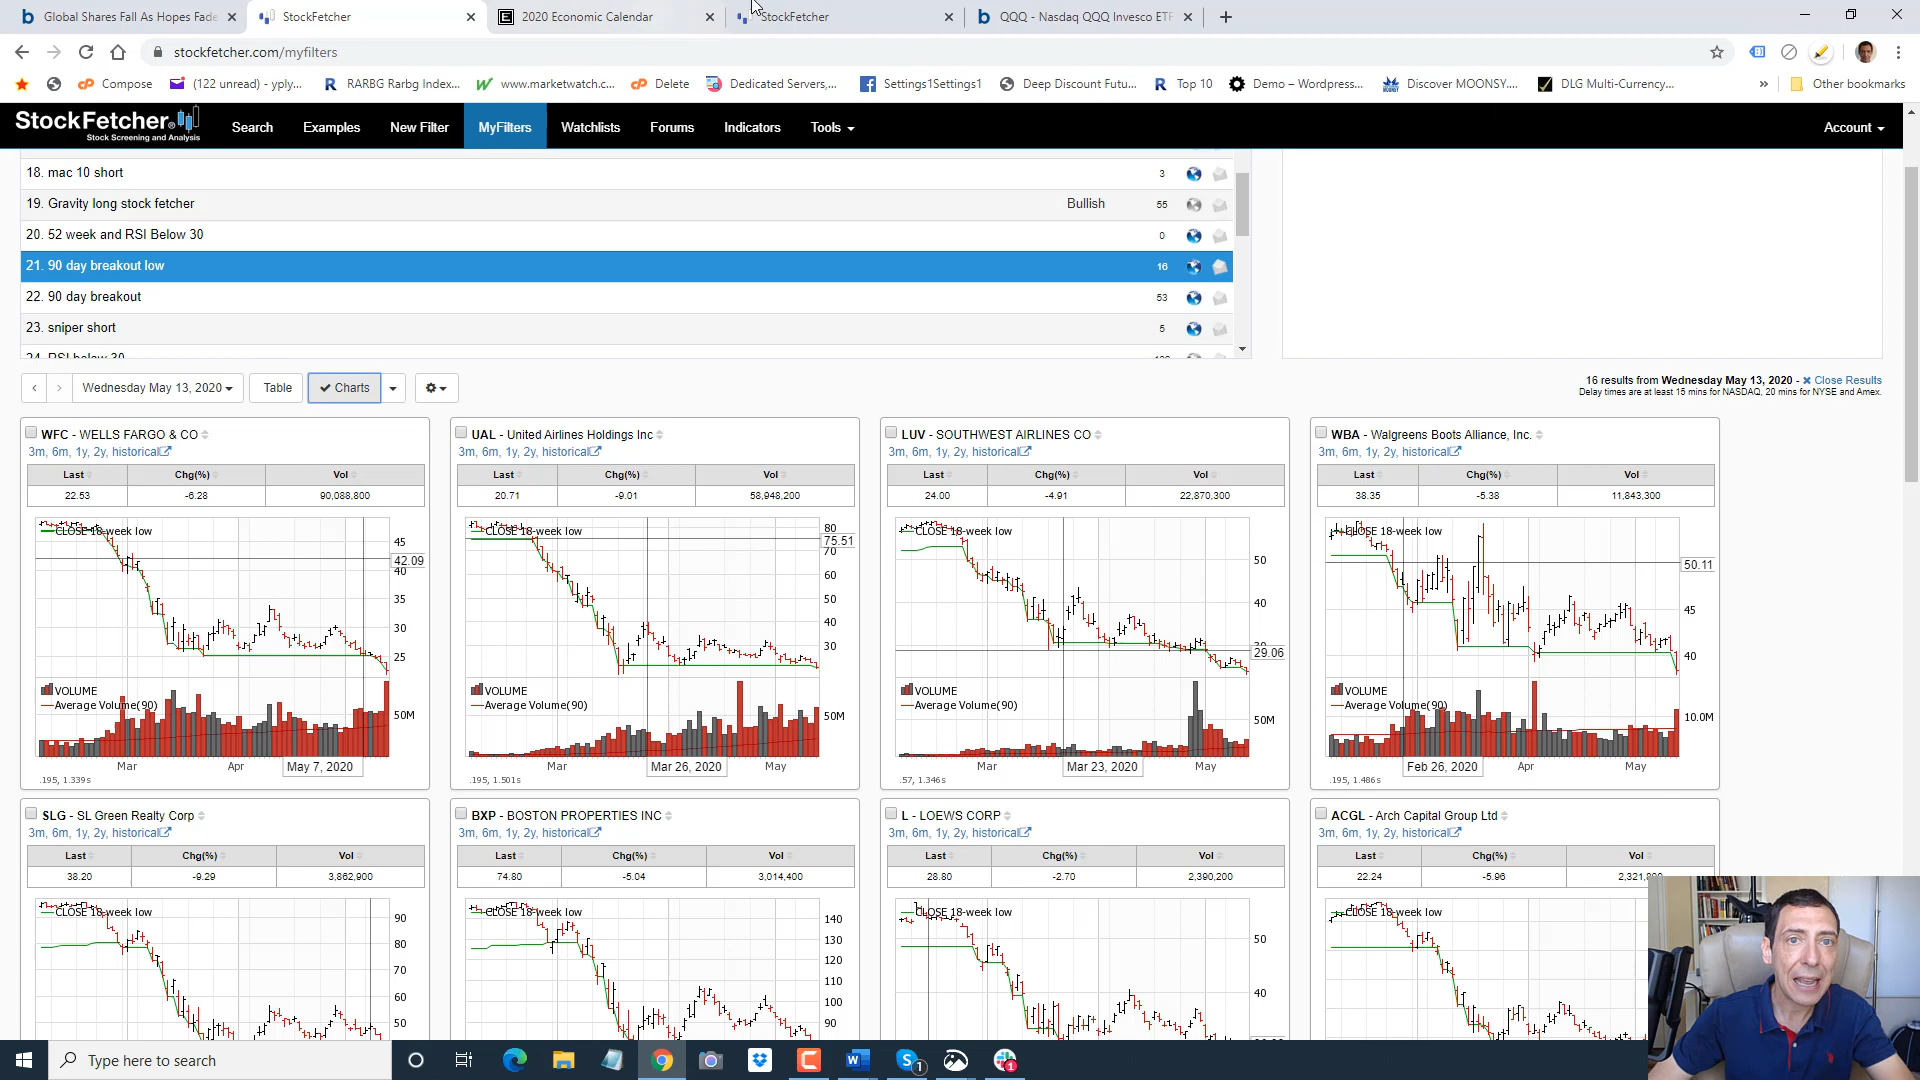 Global Shares Fall As Hopes Fade
StockFetcher
2020 Economic Calendar
StockFetcher
QQQ - Nasdaq QQQ Invesco ETF
stockfetcher.com/myfilters
Compose
(122 unread) - yply...
RARBG Rarbg Index...
www.marketwatch.c...
Delete
Dedicated Servers,...
Settings1Settings1
Deep Discount Futu...
Top 10
Demo – Wordpress...
Discover MOONSY....
DLG Multi-Currency...
Other bookmarks
StockFetcher
Stock Screening and Analysis
Search
Examples
New Filter
MyFilters
Watchlists
Forums
Indicators
Tools
Account
18. mac 10 short 3
19. Gravity long stock fetcher Bullish 55
20. 52 week and RSI Below 30 0
21. 90 day breakout low 16
22. 90 day breakout 53
23. sniper short 5
24. RSI below 30
Wednesday May 13, 2020
Table
Charts
16 results from Wednesday May 13, 2020 - Close Results
Delay times are at least 15 mins for NASDAQ, 20 mins for NYSE and Amex.
WFC - WELLS FARGO & CO
3m, 6m, 1y, 2y, historical
Last Chg(%) Vol
22.53 -6.28 90,088,800
CLOSE 18-week low
45
42.09
40
35
30
25
VOLUME
Average Volume(90)
50M
Mar Apr May 7, 2020
.195, 1.339s
UAL - United Airlines Holdings Inc
3m, 6m, 1y, 2y, historical
Last Chg(%) Vol
20.71 -9.01 58,948,200
CLOSE 18-week low
80
75.51
70
60
50
40
30
VOLUME
Average Volume(90)
50M
Mar Mar 26, 2020 May
.195, 1.501s
LUV - SOUTHWEST AIRLINES CO
3m, 6m, 1y, 2y, historical
Last Chg(%) Vol
24.00 -4.91 22,870,300
CLOSE 18-week low
50
40
29.06
VOLUME
Average Volume(90)
50M
Mar Mar 23, 2020 May
.57, 1.346s
WBA - Walgreens Boots Alliance, Inc.
3m, 6m, 1y, 2y, historical
Last Chg(%) Vol
38.35 -5.38 11,843,300
CLOSE 18-week low
50.11
45
40
VOLUME
Average Volume(90)
10.0M
Feb 26, 2020 Apr May
.195, 1.486s
SLG - SL Green Realty Corp
3m, 6m, 1y, 2y, historical
Last Chg(%) Vol
38.20 -9.29 3,862,900
CLOSE 18-week low
90
80
70
60
50
BXP - BOSTON PROPERTIES INC
3m, 6m, 1y, 2y, historical
Last Chg(%) Vol
74.80 -5.04 3,014,400
CLOSE 18-week low
140
130
120
110
100
90
L - LOEWS CORP
3m, 6m, 1y, 2y, historical
Last Chg(%) Vol
28.80 -2.70 2,390,200
CLOSE 18-week low
50
40
ACGL - Arch Capital Group Ltd
3m, 6m, 1y, 2y, historical
Last Chg(%) Vol
22.24 -5.96
CLOSE 18-week low
Type here to search